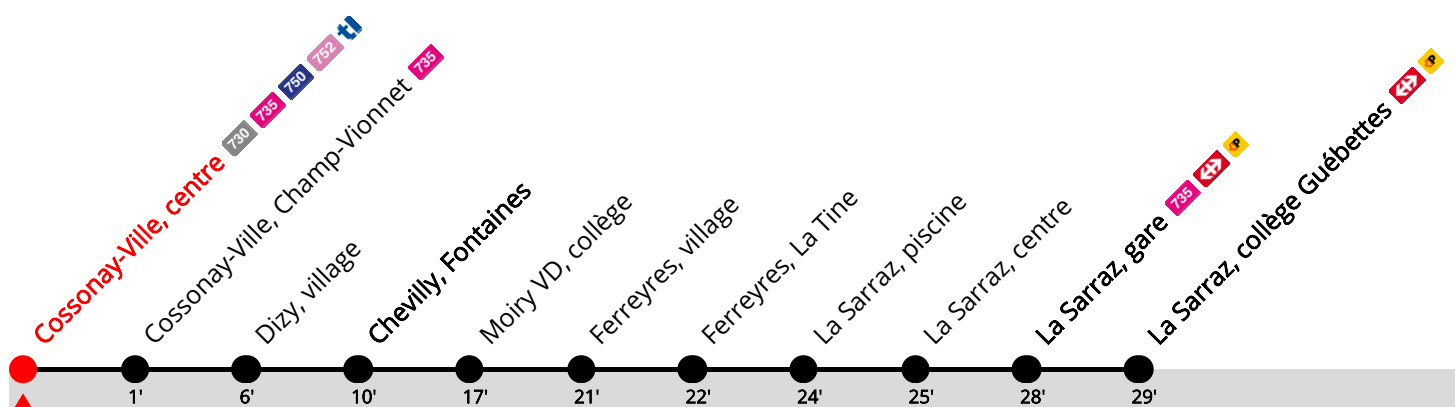 Cossonay-Ville, centre 730 735 750 752 tl
Cossonay-Ville, Champ-Vionnet 735
Dizy, village
Chevilly, Fontaines
Moiry VD, collège
Ferreyres, village
Ferreyres, La Tine
La Sarraz, piscine
La Sarraz, centre
La Sarraz, gare 735 P
La Sarraz, collège Guébettes P
1' 6' 10' 17' 21' 22' 24' 25' 28' 29'